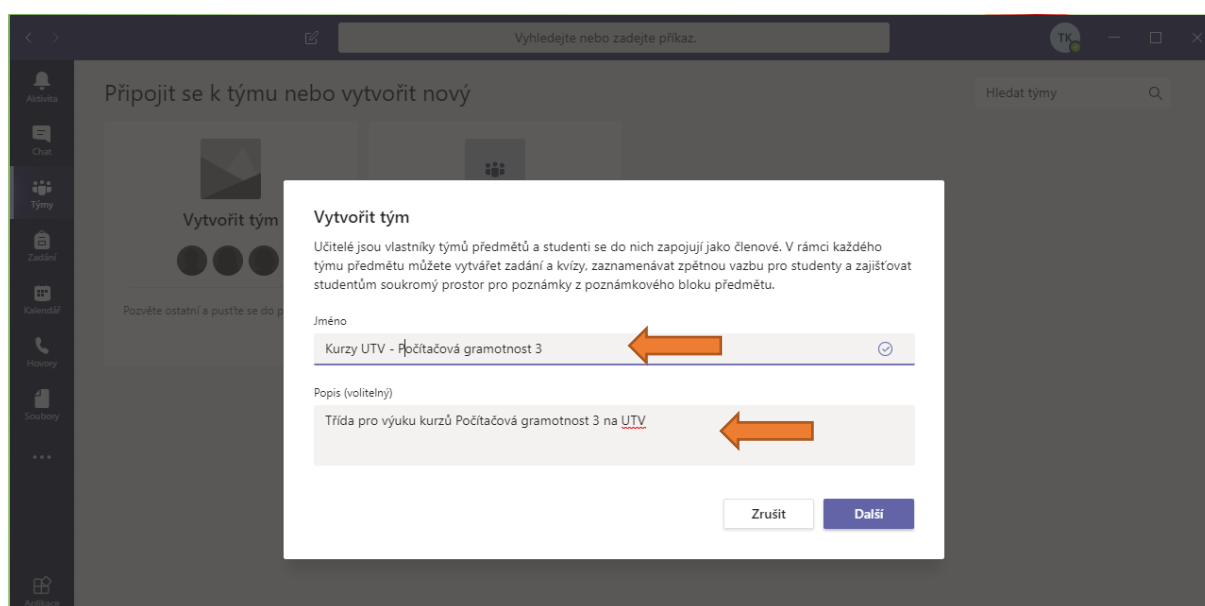 Vyhledejte nebo zadejte příkaz.
TK
Aktivita
Chat
Týmy
Zadání
Kalendář
Hovory
Soubory
Aplikace
Připojit se k týmu nebo vytvořit nový
Hledat týmy
Vytvořit tým
Pozvěte ostatní a pusťte se do p
Vytvořit tým
Učitelé jsou vlastníky týmů předmětů a studenti se do nich zapojují jako členové. V rámci každého
týmu předmětu můžete vytvářet zadání a kvízy, zaznamenávat zpětnou vazbu pro studenty a zajišťovat
studentům soukromý prostor pro poznámky z poznámkového bloku předmětu.
Jméno
Kurzy UTV - Počítačová gramotnost 3
Popis (volitelný)
Třída pro výuku kurzů Počítačová gramotnost 3 na UTV
Zrušit
Další